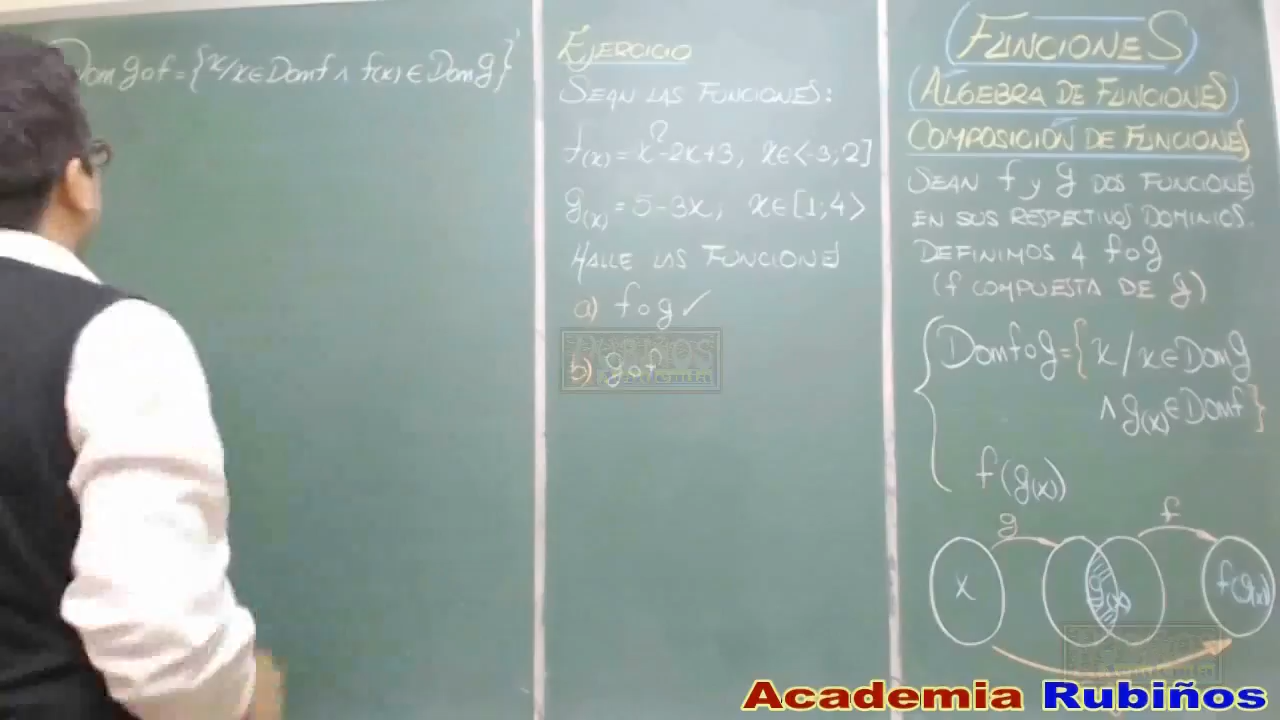 Dom gof = {x/x ∈ Domf ∧ f(x) ∈ Domg}
EJERCICIO
SEAN LAS FUNCIONES:
f(x) = x²-2x+3, x∈<-3;2]
g(x) = 5-3x, x∈[1;4>
HALLE LAS FUNCIONES
a) fog ✓
b) gof
(FUNCIONES)
(ÁLGEBRA DE FUNCIONES)
COMPOSICIÓN DE FUNCIONES
SEAN f y g DOS FUNCIONES
EN SUS RESPECTIVOS DOMINIOS.
DEFINIMOS A fog
(f COMPUESTA DE g)
Domfog = {x/x∈Domg
∧ g(x)∈Domf}
f(g(x))
g f
x g(x) f(g(x))
Academia Rubiños